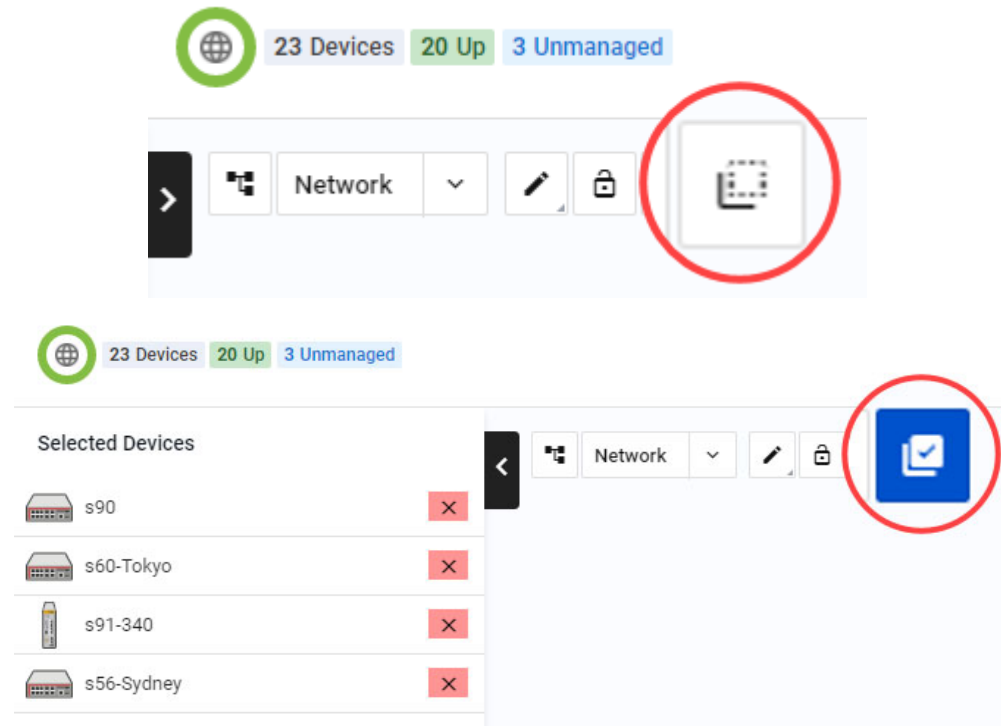 23 Devices 20 Up 3 Unmanaged
Network
23 Devices 20 Up 3 Unmanaged
Selected Devices
Network
s90
s60-Tokyo
s91-340
s56-Sydney